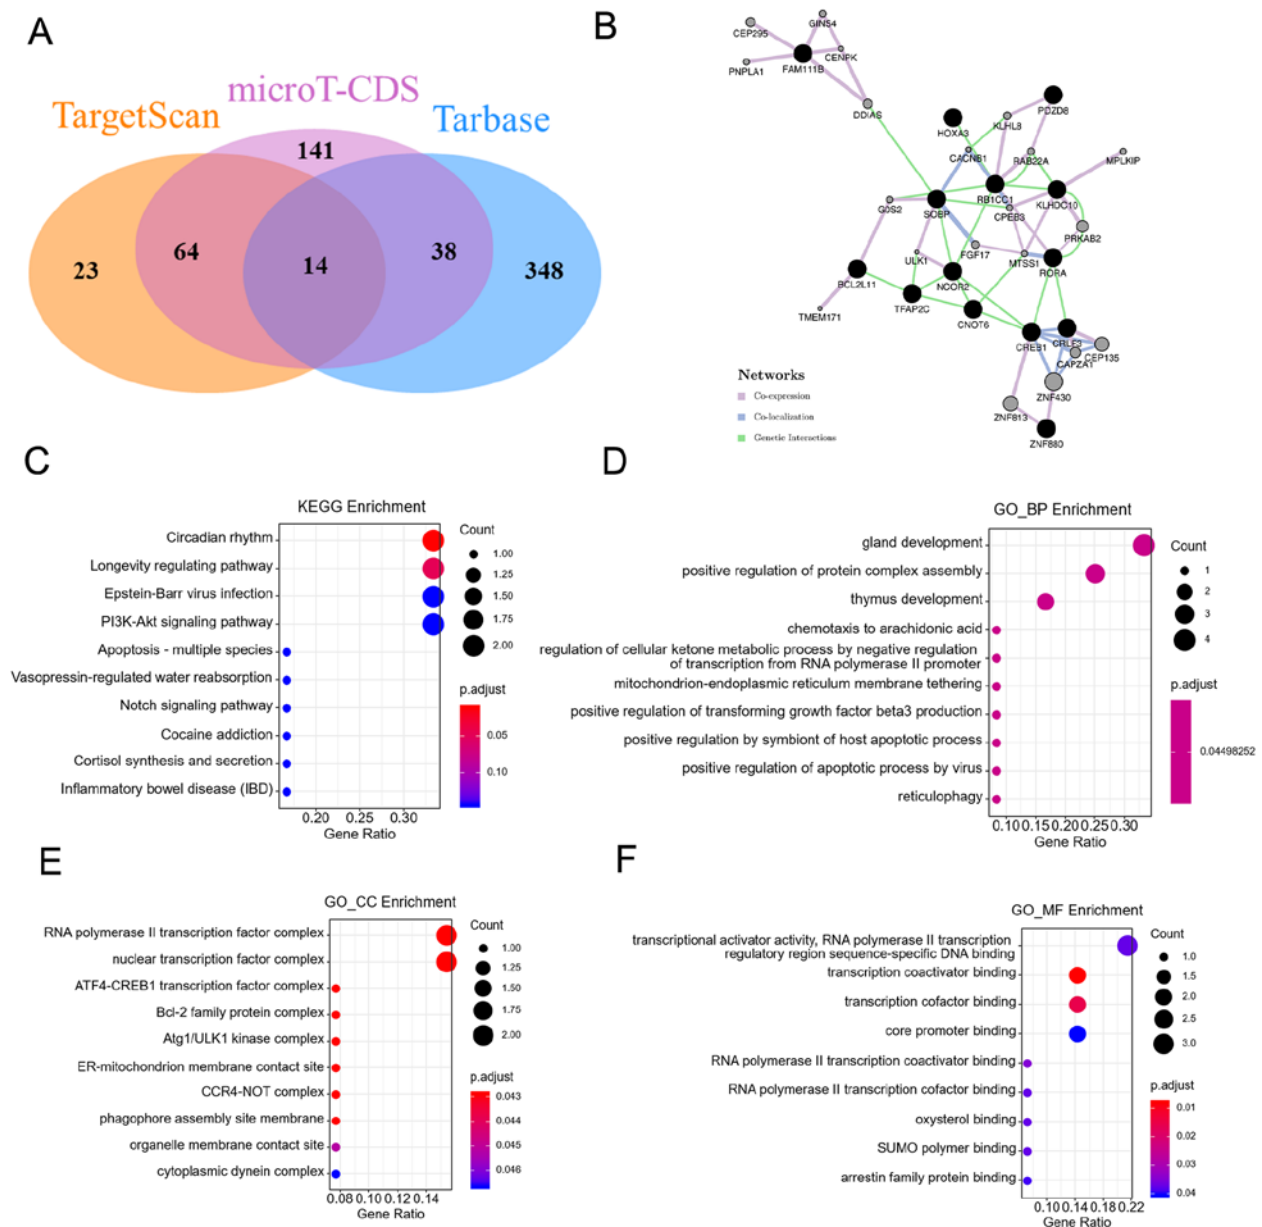 A
TargetScan
microT-CDS
Tarbase
141
23
64
14
38
348
B
CEP295
GINS4
CENPK
PNPLA1
FAM111B
DDIAS
HOXA3
KLHL8
PDZD8
CACNB1
RAB22A
MPLKIP
G0S2
SOBP
RB1CC1
CPEB3
KLHDC10
PRKAB2
ULK1
FGF17
MTSS1
RORA
BCL2L11
NCOR2
TFAP2C
CNOT6
TMEM171
CREB1
CRLF3
CAPZA1
CEP135
ZNF430
ZNF813
ZNF880
Networks
Co-expression
Co-localization
Genetic Interactions
C
KEGG Enrichment
Circadian rhythm
Longevity regulating pathway
Epstein-Barr virus infection
PI3K-Akt signaling pathway
Apoptosis - multiple species
Vasopressin-regulated water reabsorption
Notch signaling pathway
Cocaine addiction
Cortisol synthesis and secretion
Inflammatory bowel disease (IBD)
0.20 0.25 0.30
Gene Ratio
Count
1.00
1.25
1.50
1.75
2.00
p.adjust
0.05
0.10
D
GO_BP Enrichment
gland development
positive regulation of protein complex assembly
thymus development
chemotaxis to arachidonic acid
regulation of cellular ketone metabolic process by negative regulation
of transcription from RNA polymerase II promoter
mitochondrion-endoplasmic reticulum membrane tethering
positive regulation of transforming growth factor beta3 production
positive regulation by symbiont of host apoptotic process
positive regulation of apoptotic process by virus
reticulophagy
0.10 0.15 0.20 0.25 0.30
Gene Ratio
Count
1
2
3
4
p.adjust
0.04498252
E
GO_CC Enrichment
RNA polymerase II transcription factor complex
nuclear transcription factor complex
ATF4-CREB1 transcription factor complex
Bcl-2 family protein complex
Atg1/ULK1 kinase complex
ER-mitochondrion membrane contact site
CCR4-NOT complex
phagophore assembly site membrane
organelle membrane contact site
cytoplasmic dynein complex
0.08 0.10 0.12 0.14
Gene Ratio
Count
1.00
1.25
1.50
1.75
2.00
p.adjust
0.043
0.044
0.045
0.046
F
GO_MF Enrichment
transcriptional activator activity, RNA polymerase II transcription
regulatory region sequence-specific DNA binding
transcription coactivator binding
transcription cofactor binding
core promoter binding
RNA polymerase II transcription coactivator binding
RNA polymerase II transcription cofactor binding
oxysterol binding
SUMO polymer binding
arrestin family protein binding
0.10 0.14 0.18 0.22
Gene Ratio
Count
1.0
1.5
2.0
2.5
3.0
p.adjust
0.01
0.02
0.03
0.04